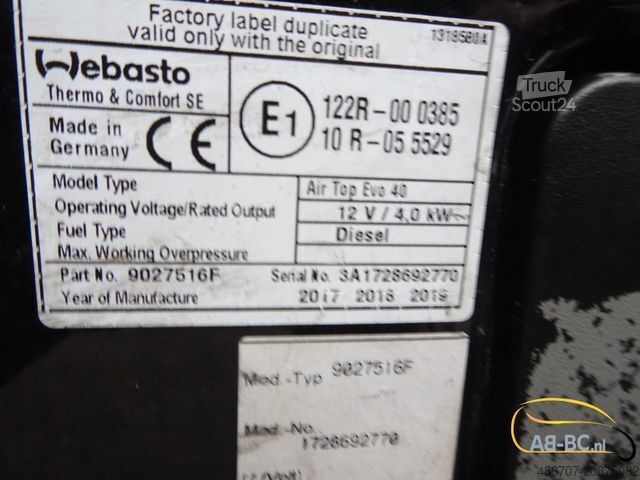 Factory label duplicate
valid only with the original
1318580A
Webasto
Thermo & Comfort SE
Made in
Germany
CE
E1
122R-00 0385
10 R-05 5529
Model Type
Air Top Evo 40
Operating Voltage/Rated Output
12 V / 4,0 kW
Fuel Type
Diesel
Max. Working Overpressure
Part No. 9027516F
Serial No. 3A1728692770
Year of Manufacture
2017 2018 2019
Mod.-Typ 9027516F
Mod.-No.
1728692770
Truck
Scout24
AB-BC.nl